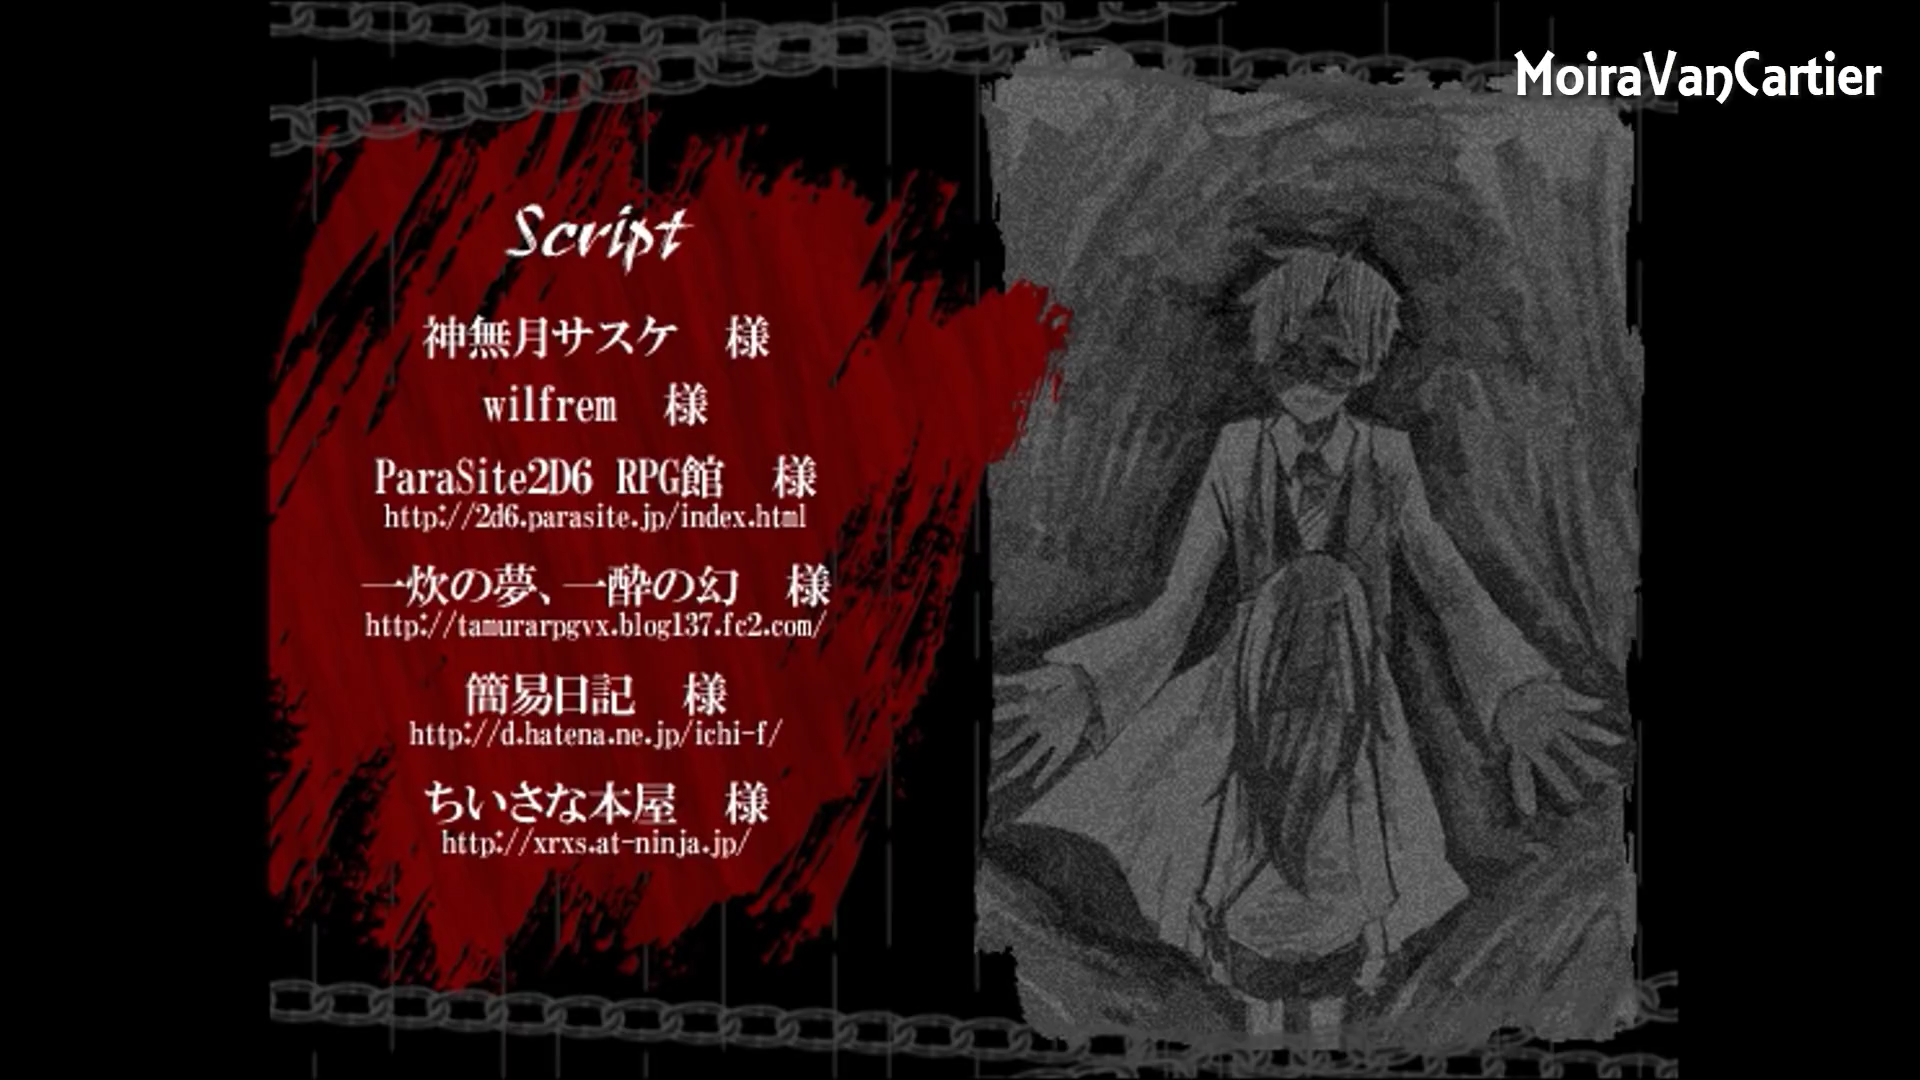 MoiraVanCartier
Script
神無月サスケ　様
wilfrem　様
ParaSite2D6 RPG館　様
http://2d6.parasite.jp/index.html
一炊の夢、一酔の幻　様
http://tamurarpgvx.blog137.fc2.com/
簡易日記　様
http://d.hatena.ne.jp/ichi-f/
ちいさな本屋　様
http://xrxs.at-ninja.jp/